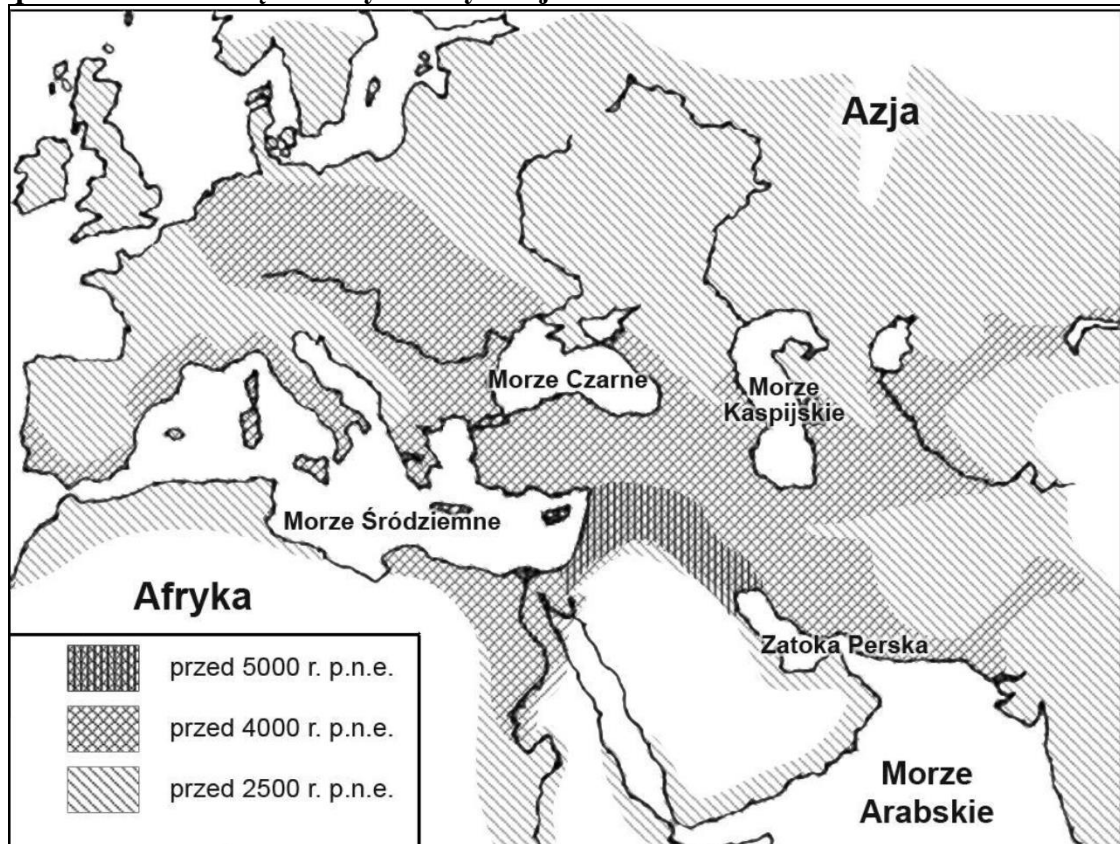 Azja
Morze Czarne
Morze
Kaspijskie
Morze Śródziemne
Afryka
Zatoka Perska
przed 5000 r. p.n.e.
przed 4000 r. p.n.e.
przed 2500 r. p.n.e.
Morze
Arabskie